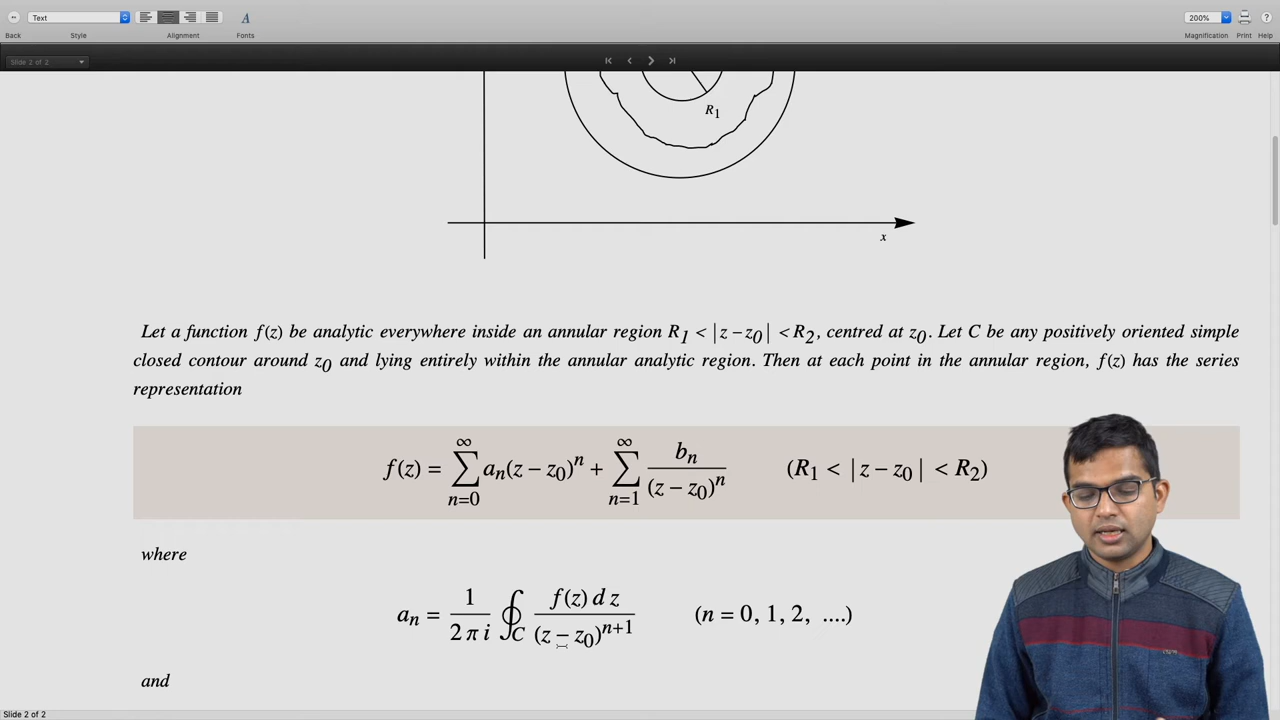 Text
200%
Back
Style
Alignment
Fonts
Magnification
Print
Help
Slide 2 of 2
R1
x
Let a function f(z) be analytic everywhere inside an annular region R1 < |z − z0| < R2, centred at z0. Let C be any positively oriented simple
closed contour around z0 and lying entirely within the annular analytic region. Then at each point in the annular region, f(z) has the series
representation
f(z) = ∑_{n=0}^{∞} an(z − z0)^n + ∑_{n=1}^{∞} bn/(z − z0)^n (R1 < |z − z0| < R2)
where
an = 1/(2πi) ∮C f(z) dz/(z − z0)^{n+1} (n = 0, 1, 2, ....)
and
Slide 2 of 2